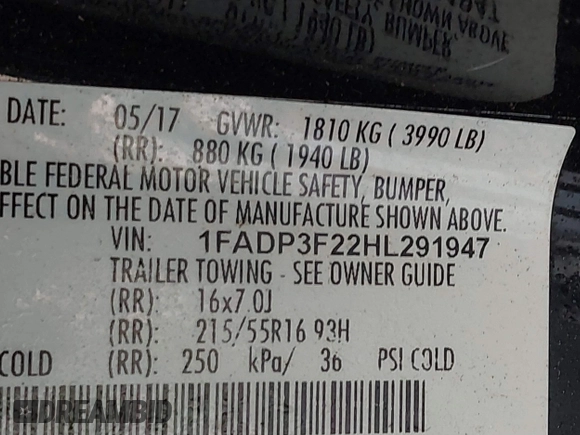 DATE: 05/17 GVWR: 1810 KG ( 3990 LB)
(RR): 880 KG ( 1940 LB)
BLE FEDERAL MOTOR VEHICLE SAFETY, BUMPER,
FFECT ON THE DATE OF MANUFACTURE SHOWN ABOVE.
VIN: 1FADP3F22HL291947
TRAILER TOWING - SEE OWNER GUIDE
(RR): 16x7.0J
(RR): 215/55R16 93H
COLD (RR): 250 kPa/ 36 PSI COLD
DREAMBID